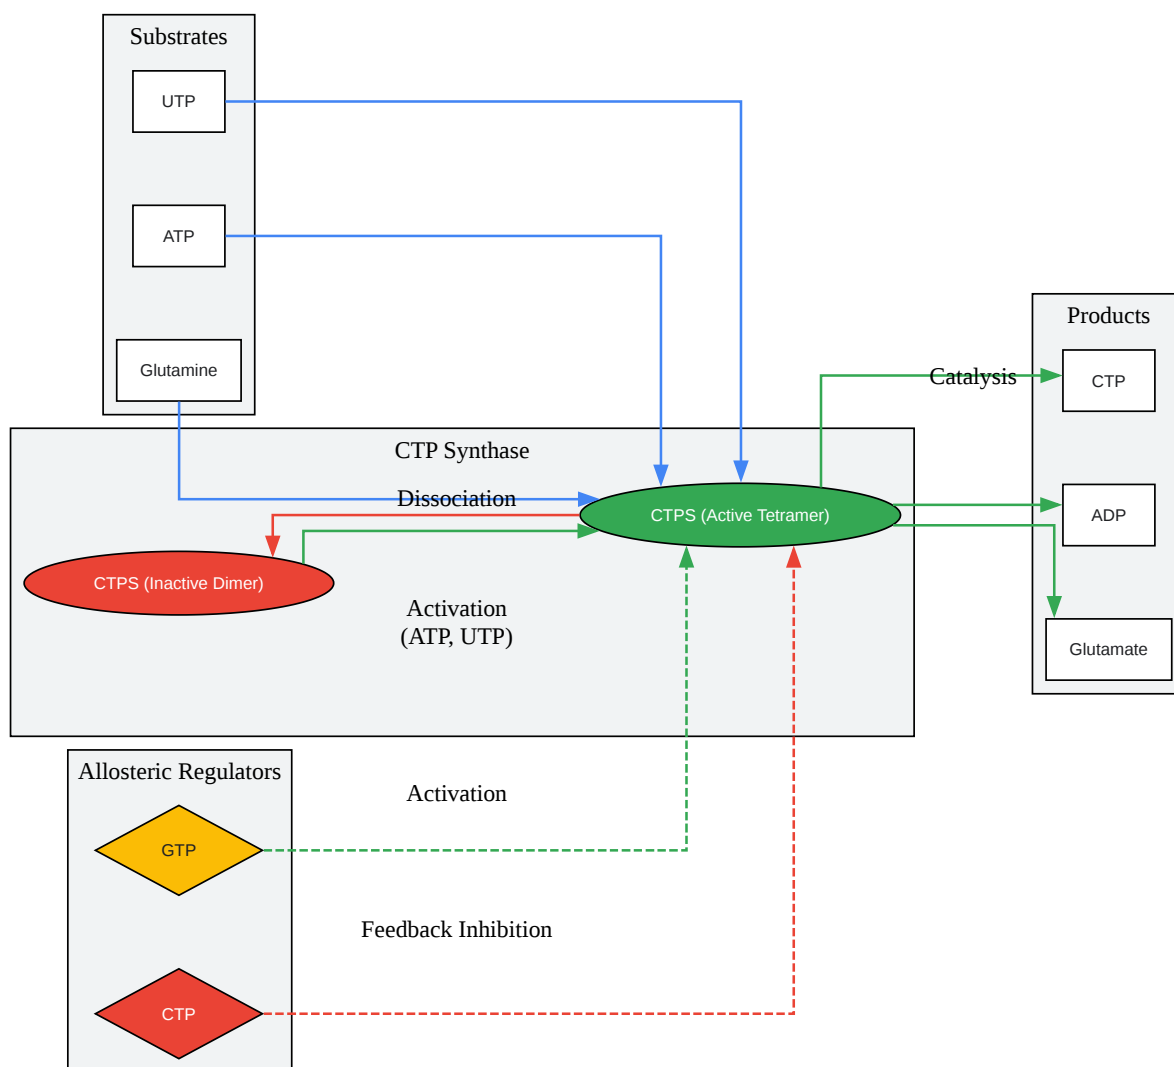 Substrates
UTP
ATP
Glutamine
Products
Catalysis
CTP
ADP
Glutamate
CTP Synthase
Dissociation
CTPS (Active Tetramer)
CTPS (Inactive Dimer)
Activation
(ATP, UTP)
Allosteric Regulators
Activation
GTP
Feedback Inhibition
CTP